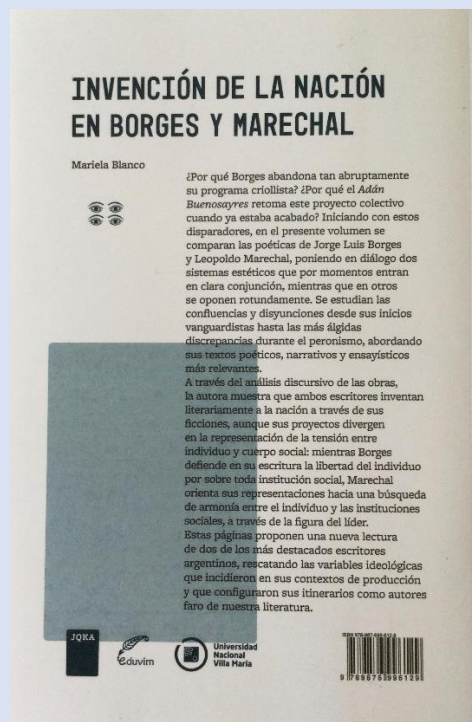 INVENCIÓN DE LA NACIÓN
EN BORGES Y MARECHAL
Mariela Blanco
¿Por qué Borges abandona tan abruptamente
su programa criollista? ¿Por qué el Adán
Buenosayres retoma este proyecto colectivo
cuando ya estaba acabado? Iniciando con estos
disparadores, en el presente volumen se
comparan las poéticas de Jorge Luis Borges
y Leopoldo Marechal, poniendo en diálogo dos
sistemas estéticos que por momentos entran
en clara conjunción, mientras que en otros
se oponen rotundamente. Se estudian las
confluencias y disyunciones desde sus inicios
vanguardistas hasta las más álgidas
discrepancias durante el peronismo, abordando
sus textos poéticos, narrativos y ensayísticos
más relevantes.
A través del análisis discursivo de las obras,
la autora muestra que ambos escritores inventan
literariamente a la nación a través de sus
ficciones, aunque sus proyectos divergen
en la representación de la tensión entre
individuo y cuerpo social: mientras Borges
defiende en su escritura la libertad del individuo
por sobre toda institución social, Marechal
orienta sus representaciones hacia una búsqueda
de armonía entre el individuo y las instituciones
sociales, a través de la figura del líder.
Estas páginas proponen una nueva lectura
de dos de los más destacados escritores
argentinos, rescatando las variables ideológicas
que incidieron en sus contextos de producción
y que configuraron sus itinerarios como autores
faro de nuestra literatura.
JQKA
eduvim
Universidad
Nacional
Villa María
ISBN
9 789876 996129